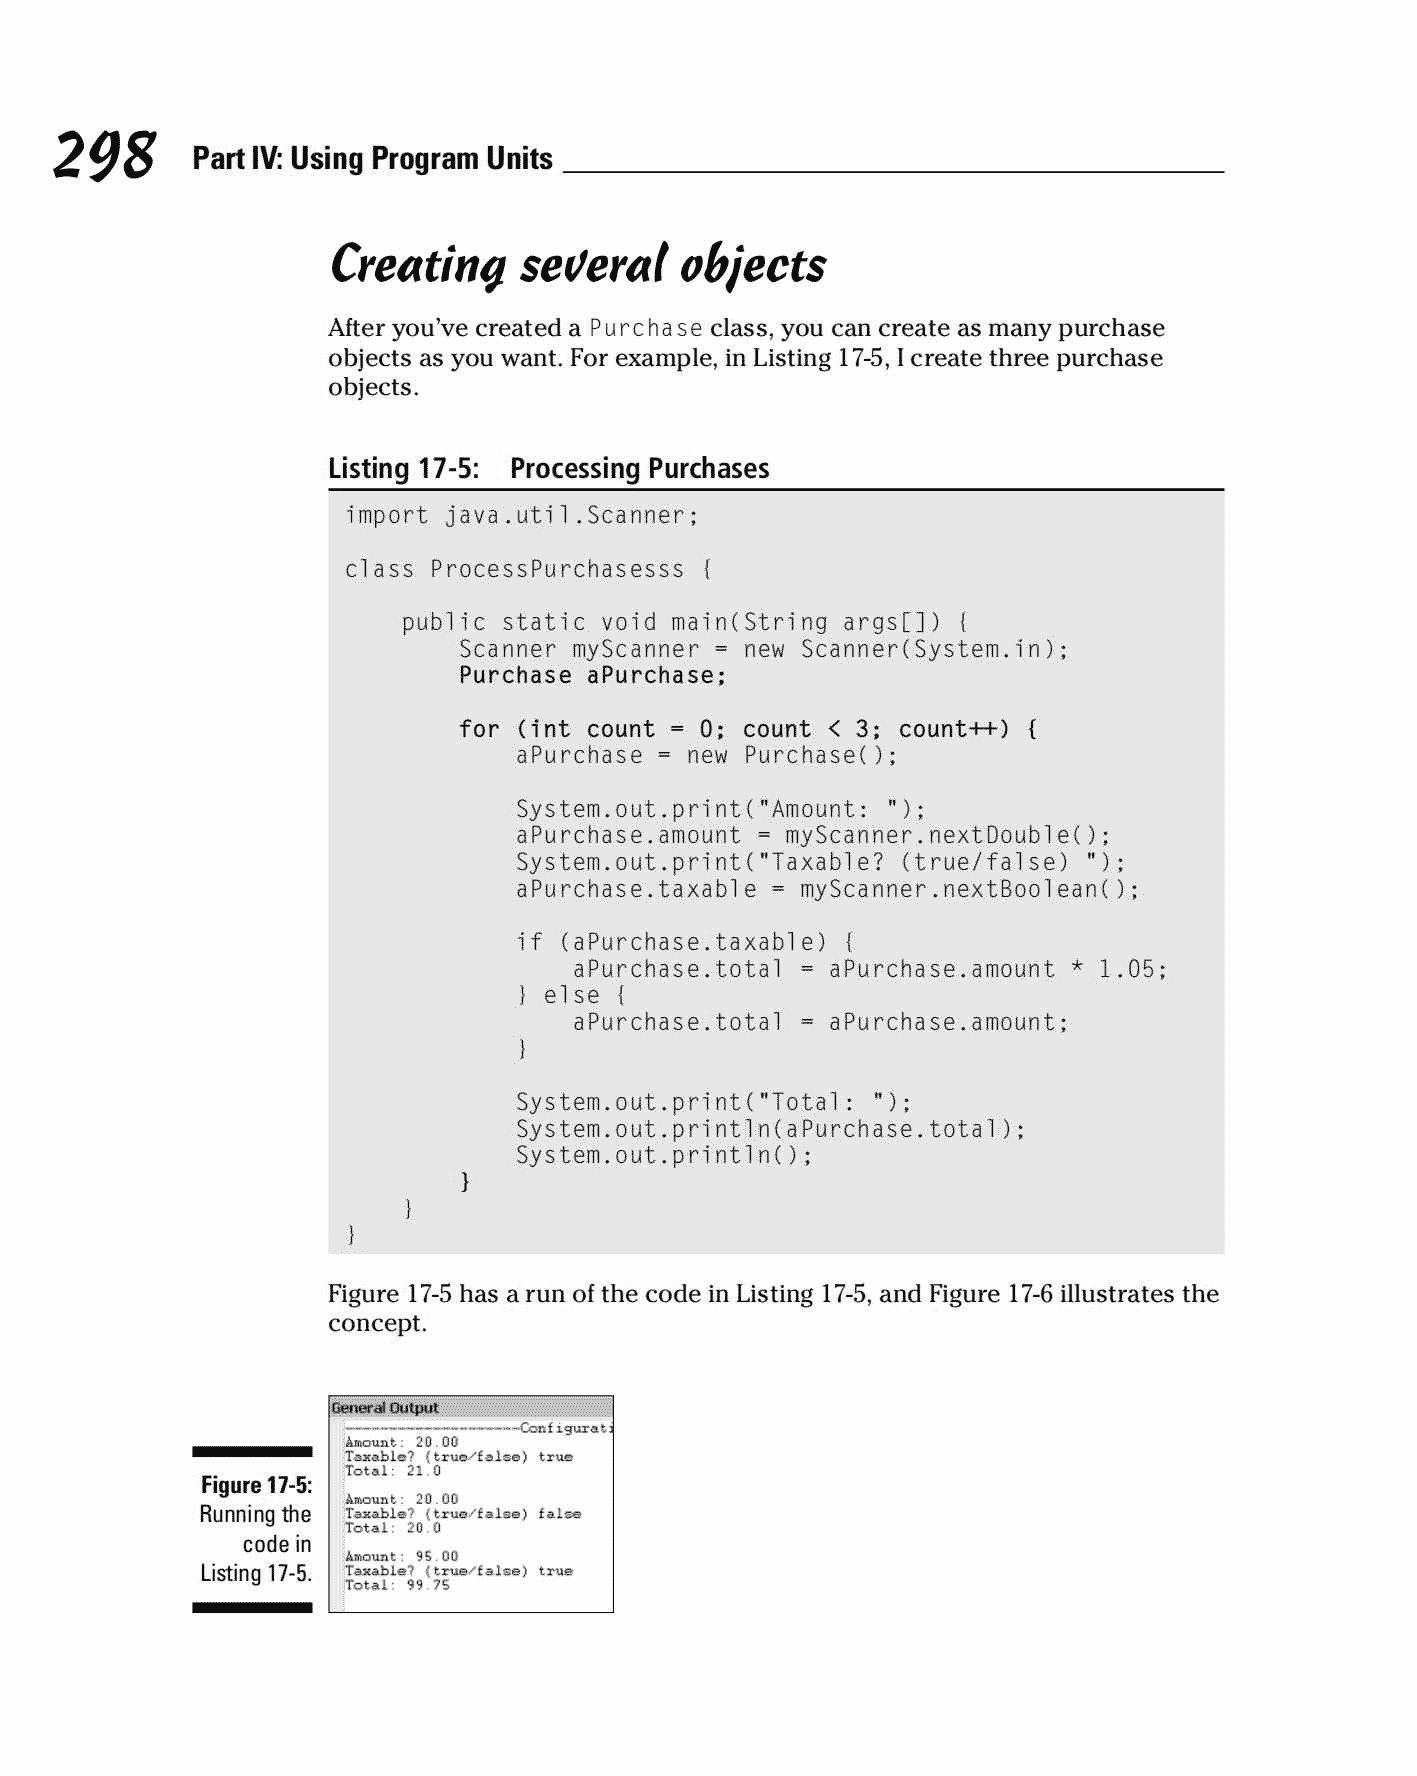 298 Part IV: Using Program Units
Creating several objects
After you've created a Purchase class, you can create as many purchase
objects as you want. For example, in Listing 17-5, I create three purchase
objects.
Listing 17-5: Processing Purchases
import java.util.Scanner;
class ProcessPurchasesss {
public static void main(String args[]) {
Scanner myScanner = new Scanner(System.in);
Purchase aPurchase;
for (int count = 0; count < 3; count++) {
aPurchase = new Purchase();
System.out.print("Amount: ");
aPurchase.amount = myScanner.nextDouble();
System.out.print("Taxable? (true/false) ");
aPurchase.taxable = myScanner.nextBoolean();
if (aPurchase.taxable) {
aPurchase.total = aPurchase.amount * 1.05;
} else {
aPurchase.total = aPurchase.amount;
}
System.out.print("Total: ");
System.out.println(aPurchase.total);
System.out.println();
}
}
}
Figure 17-5 has a run of the code in Listing 17-5, and Figure 17-6 illustrates the
concept.
Figure 17-5:
Running the
code in
Listing 17-5.
General Output
--------------------Configurati
Amount: 20.00
Taxable? (true/false) true
Total: 21.0
Amount: 20.00
Taxable? (true/false) false
Total: 20.0
Amount: 95.00
Taxable? (true/false) true
Total: 99.75